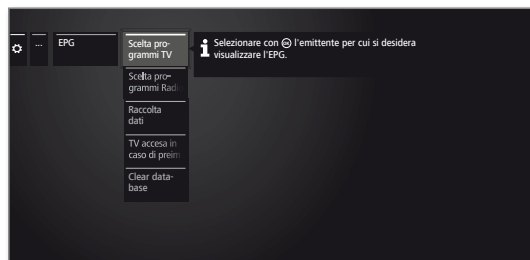 ...
EPG
Scelta pro-
grammi TV
Selezionare con OK l'emittente per cui si desidera
visualizzare l'EPG.
Scelta pro-
grammi Radi
Raccolta
dati
TV accesa in
caso di preim
Clear data-
base